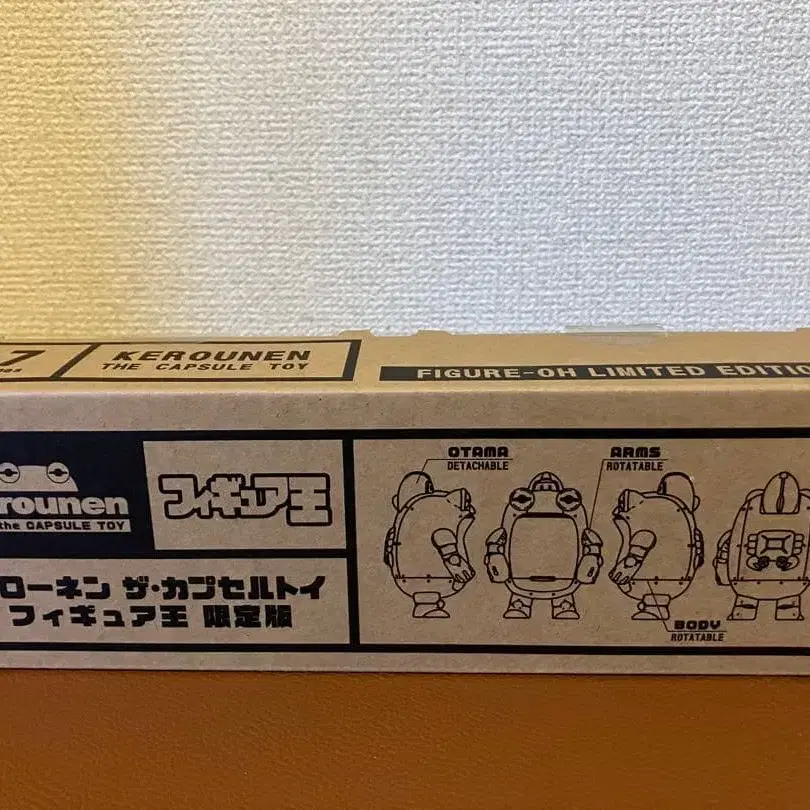 7
KEROUNEN
THE CAPSULE TOY
FIGURE-OH LIMITED EDITIO
erounen
the CAPSULE TOY
フィギュア王
ローネン ザ・カプセルトイ
フィギュア王 限定版
OTAMA
DETACHABLE
ARMS
ROTATABLE
BODY
ROTATABLE